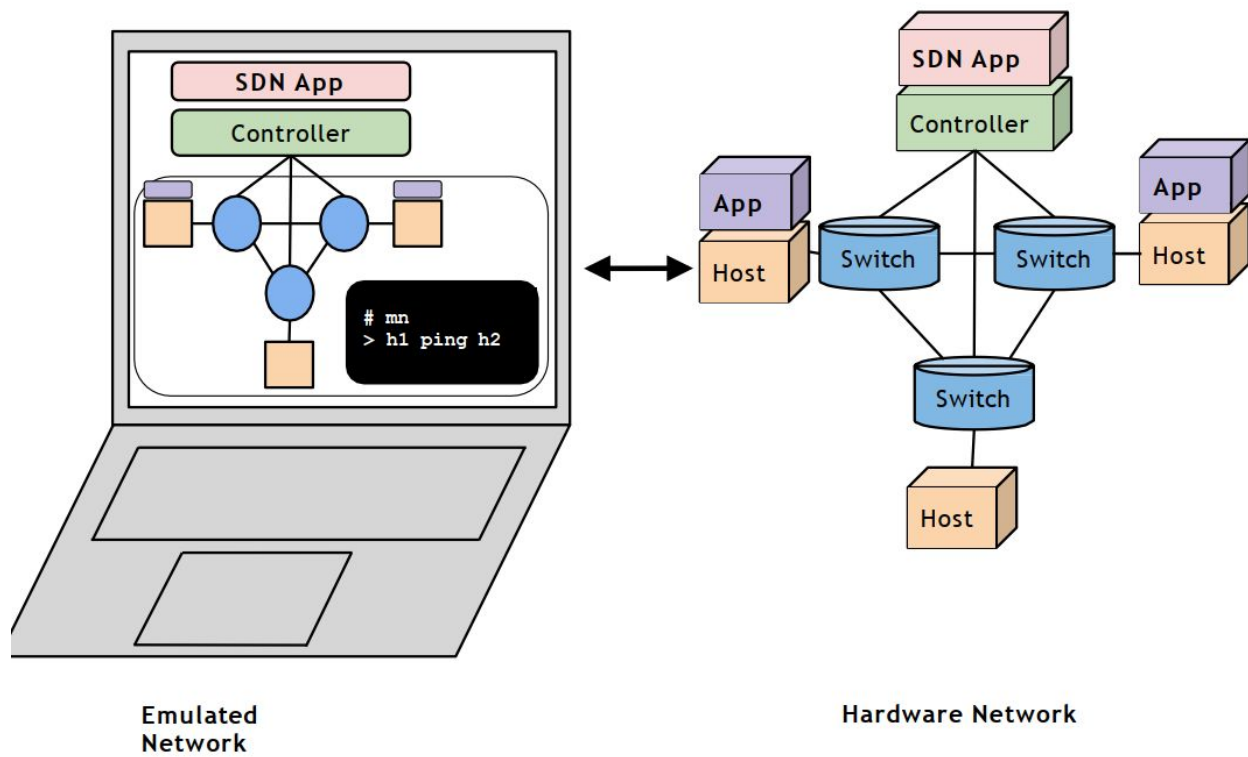 SDN App
Controller
# mn
> h1 ping h2
Emulated
Network
SDN App
Controller
App
Host
Switch
Switch
App
Host
Switch
Host
Hardware Network